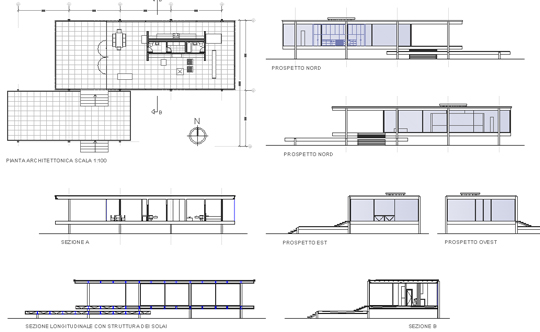 PROSPETTO NORD
B
N
PIANTA ARCHITETTONICA SCALA 1:100
PROSPETTO NORD
SEZIONE A
PROSPETTO EST
PROSPETTO OVEST
SEZIONE LONGITUDINALE CON STRUTTURA DEI SOLAI
SEZIONE B